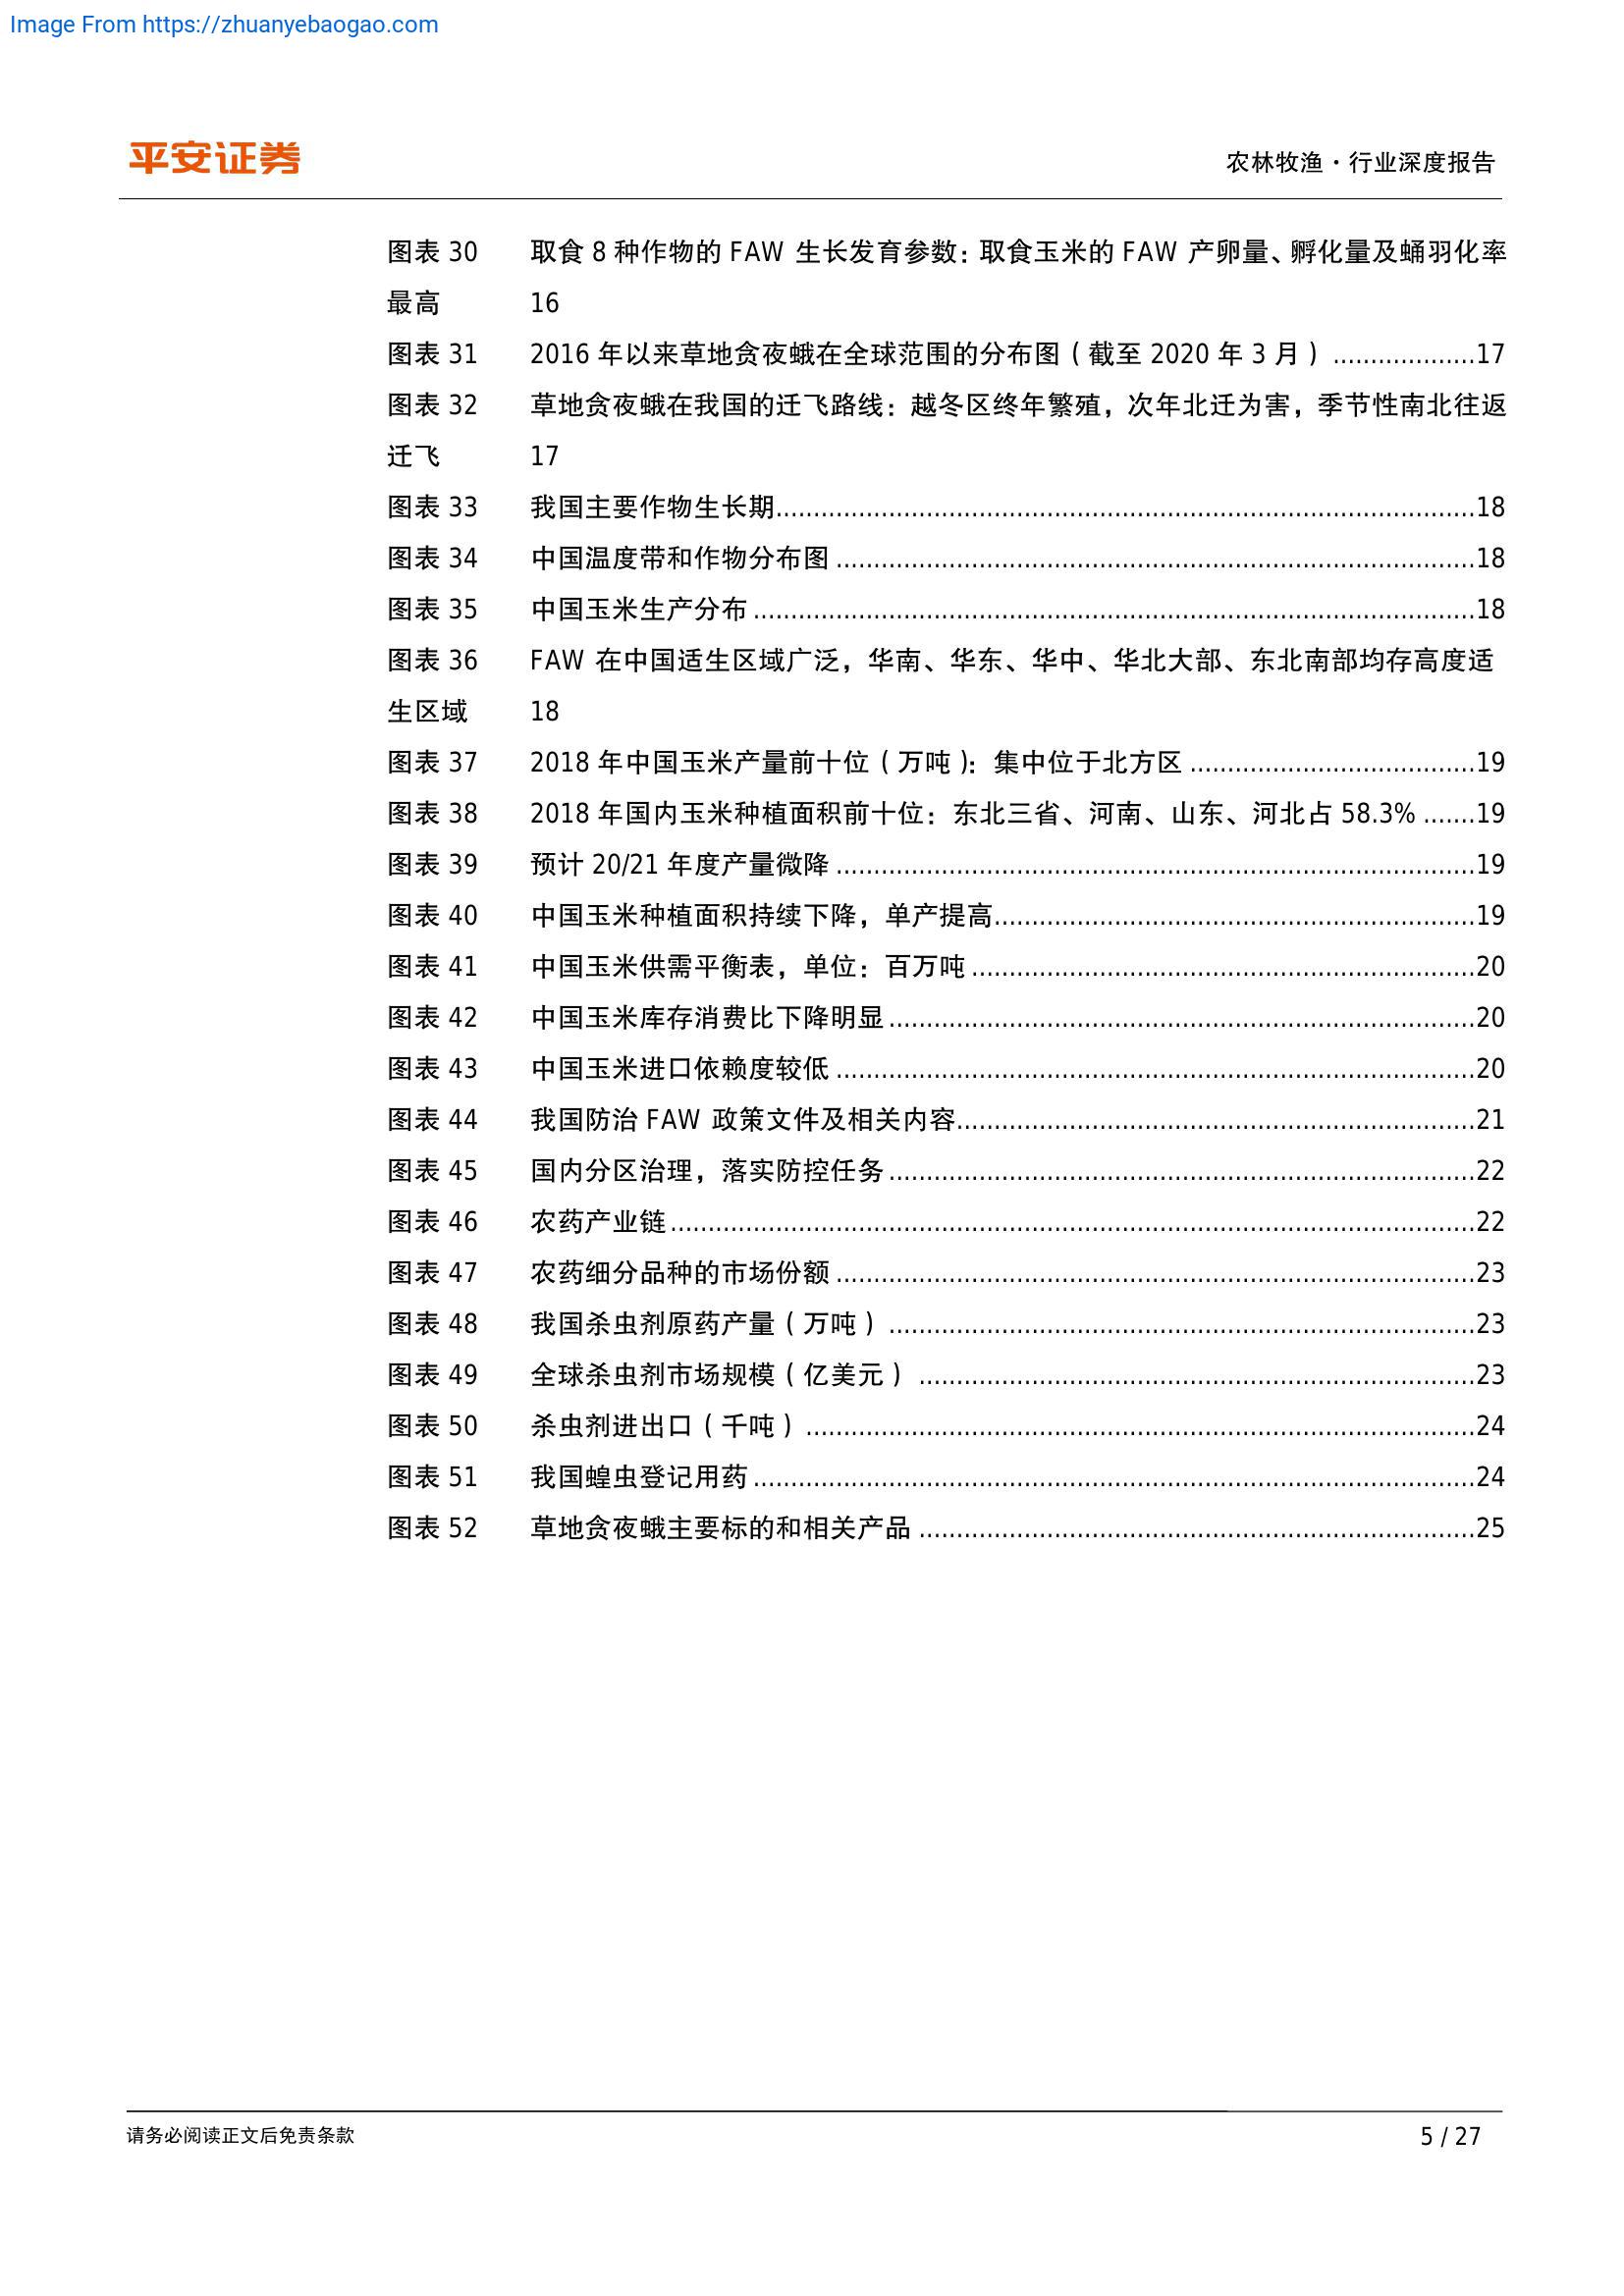 Image From https://zhuanyebaogao.com
平安证券
农林牧渔·行业深度报告
图表 30 取食 8 种作物的 FAW 生长发育参数：取食玉米的 FAW 产卵量、孵化量及蛹羽化率
最高 16
图表 31 2016 年以来草地贪夜蛾在全球范围的分布图（截至 2020 年 3 月）...................17
图表 32 草地贪夜蛾在我国的迁飞路线：越冬区终年繁殖，次年北迁为害，季节性南北往返
迁飞 17
图表 33 我国主要作物生长期.............................................................................................18
图表 34 中国温度带和作物分布图.....................................................................................18
图表 35 中国玉米生产分布................................................................................................18
图表 36 FAW 在中国适生区域广泛，华南、华东、华中、华北大部、东北南部均存高度适
生区域 18
图表 37 2018 年中国玉米产量前十位（万吨）：集中位于北方区......................................19
图表 38 2018 年国内玉米种植面积前十位：东北三省、河南、山东、河北占 58.3%.......19
图表 39 预计 20/21 年度产量微降.....................................................................................19
图表 40 中国玉米种植面积持续下降，单产提高................................................................19
图表 41 中国玉米供需平衡表，单位：百万吨...................................................................20
图表 42 中国玉米库存消费比下降明显..............................................................................20
图表 43 中国玉米进口依赖度较低.....................................................................................20
图表 44 我国防治 FAW 政策文件及相关内容.....................................................................21
图表 45 国内分区治理，落实防控任务..............................................................................22
图表 46 农药产业链...........................................................................................................22
图表 47 农药细分品种的市场份额.....................................................................................23
图表 48 我国杀虫剂原药产量（万吨）..............................................................................23
图表 49 全球杀虫剂市场规模（亿美元）..........................................................................23
图表 50 杀虫剂进出口（千吨）.........................................................................................24
图表 51 我国蝗虫登记用药................................................................................................24
图表 52 草地贪夜蛾主要标的和相关产品..........................................................................25
请务必阅读正文后免责条款
5 / 27